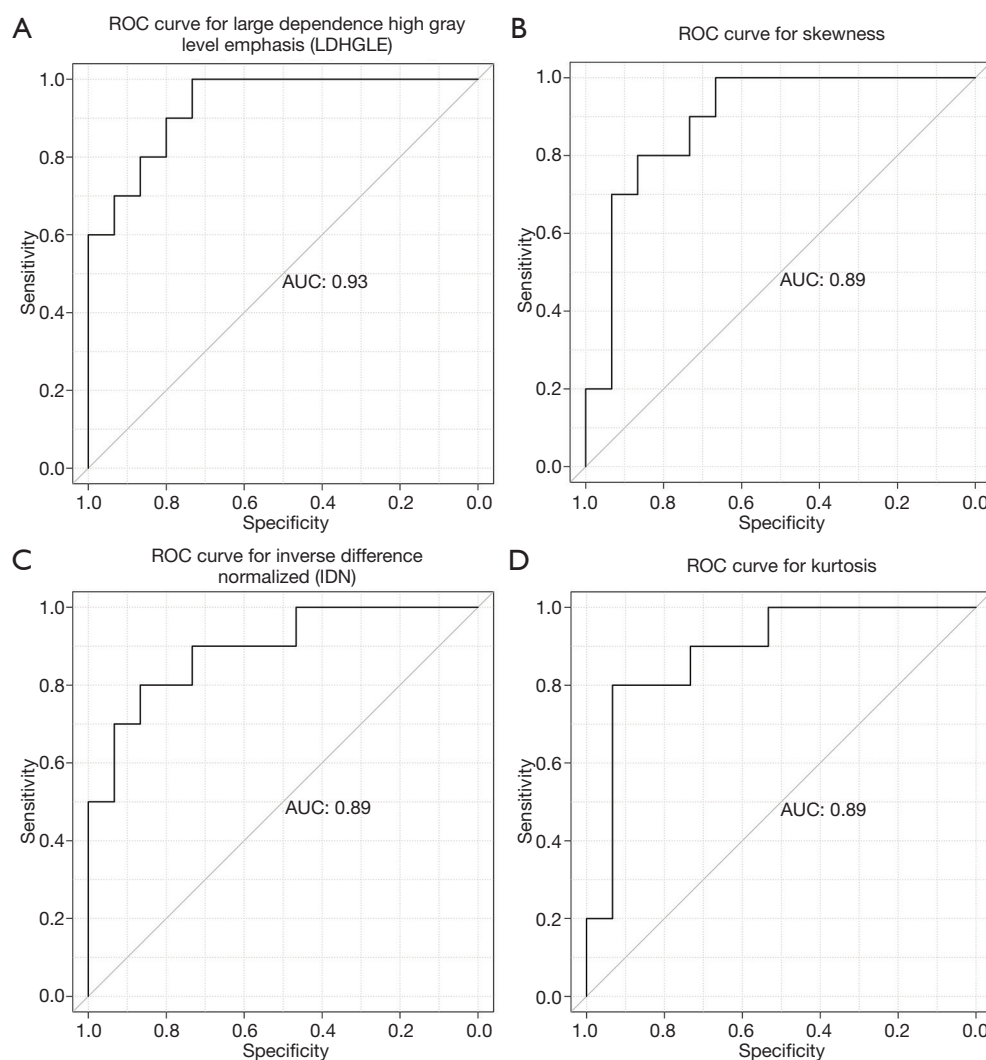 A
ROC curve for large dependence high gray
level emphasis (LDHGLE)
1.0
0.8
0.6
0.4
0.2
0.0
Sensitivity
AUC: 0.93
1.0 0.8 0.6 0.4 0.2 0.0
Specificity
B
ROC curve for skewness
1.0
0.8
0.6
0.4
0.2
0.0
Sensitivity
AUC: 0.89
1.0 0.8 0.6 0.4 0.2 0.0
Specificity
C
ROC curve for inverse difference
normalized (IDN)
1.0
0.8
0.6
0.4
0.2
0.0
Sensitivity
AUC: 0.89
1.0 0.8 0.6 0.4 0.2 0.0
Specificity
D
ROC curve for kurtosis
1.0
0.8
0.6
0.4
0.2
0.0
Sensitivity
AUC: 0.89
1.0 0.8 0.6 0.4 0.2 0.0
Specificity